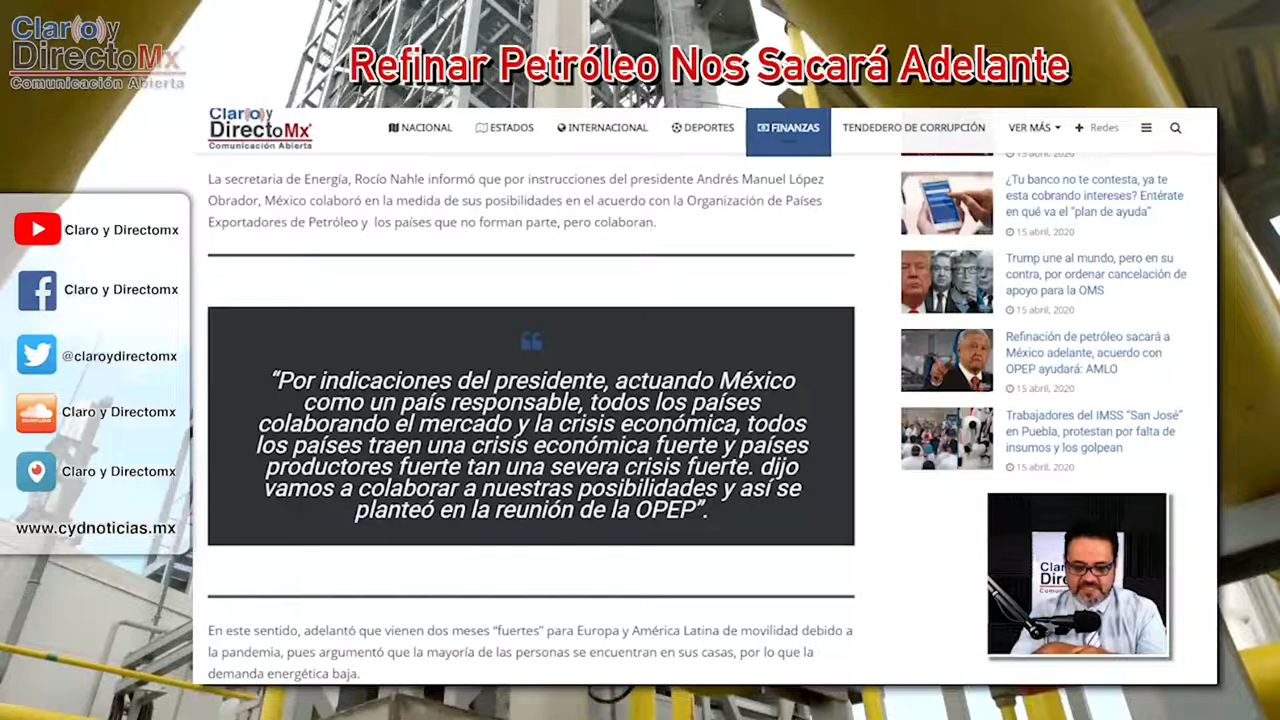 Claro y
DirectoMx
Comunicación Abierta
Refinar Petróleo Nos Sacará Adelante
Claro y
DirectoMx
Comunicación Abierta
NACIONAL
ESTADOS
INTERNACIONAL
DEPORTES
FINANZAS
TENDEDERO DE CORRUPCIÓN
VER MÁS
+ Redes
La secretaria de Energía, Rocío Nahle informó que por instrucciones del presidente Andrés Manuel López
Obrador, México colaboró en la medida de sus posibilidades en el acuerdo con la Organización de Países
Exportadores de Petróleo y los países que no forman parte, pero colaboran.
“Por indicaciones del presidente, actuando México
como un país responsable, todos los países
colaborando el mercado y la crisis económica, todos
los países traen una crisis económica fuerte y países
productores fuerte tan una severa crisis fuerte. dijo
vamos a colaborar a nuestras posibilidades y así se
planteó en la reunión de la OPEP”.
En este sentido, adelantó que vienen dos meses “fuertes” para Europa y América Latina de movilidad debido a
la pandemia, pues argumentó que la mayoría de las personas se encuentran en sus casas, por lo que la
demanda energética baja.
15 abril, 2020
¿Tu banco no te contesta, ya te
esta cobrando intereses? Entérate
en qué va el “plan de ayuda”
15 abril, 2020
Trump une al mundo, pero en su
contra, por ordenar cancelación de
apoyo para la OMS
15 abril, 2020
Refinación de petróleo sacará a
México adelante, acuerdo con
OPEP ayudará: AMLO
15 abril, 2020
Trabajadores del IMSS “San José”
en Puebla, protestan por falta de
insumos y los golpean
15 abril, 2020
Claro y Directomx
Claro y Directomx
@claroydirectomx
Claro y Directomx
Claro y Directomx
www.cydnoticias.mx